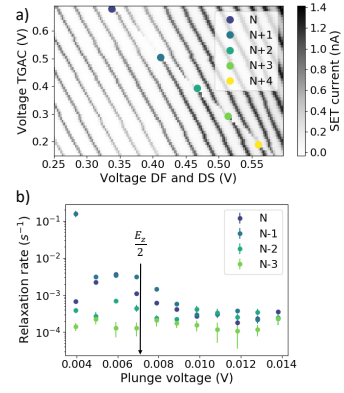 a)
N
N+1
N+2
N+3
N+4
0.6
0.5
0.4
0.3
0.2
Voltage TGAC (V)
0.25 0.30 0.35 0.40 0.45 0.50 0.55
Voltage DF and DS (V)
1.4
1.2
1.0
0.8
0.6
0.4
0.2
0.0
SET current (nA)
b)
N
N-1
N-2
N-3
E_z
2
10^{-1}
10^{-2}
10^{-3}
10^{-4}
Relaxation rate (s^{-1})
0.004 0.006 0.008 0.010 0.012 0.014
Plunge voltage (V)